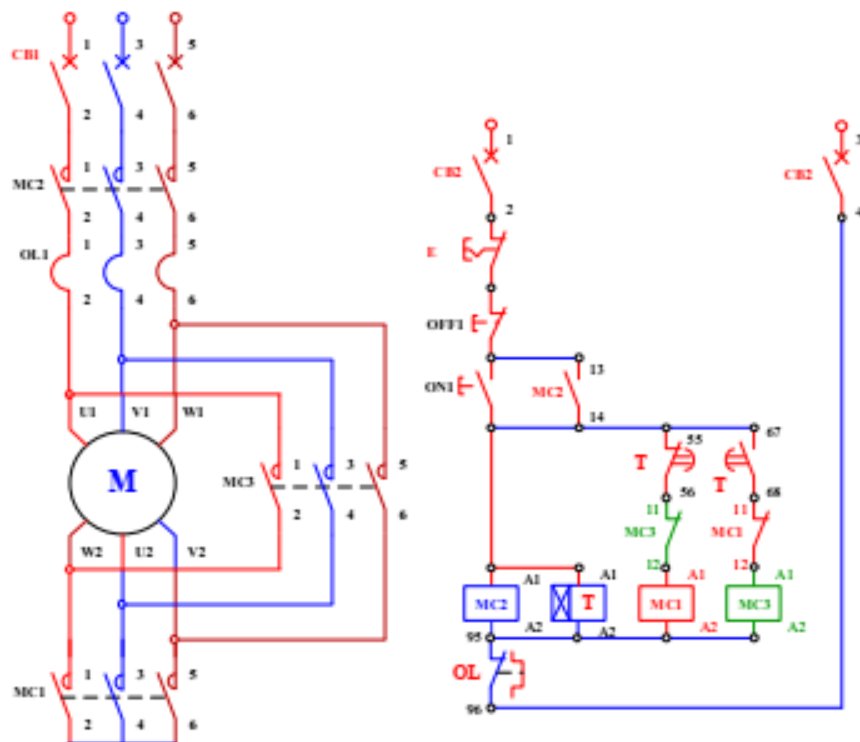 1 3 5
CB1
2 4 6
1 3 5
MC2
2 4 6
1 3 5
OL1
2 4 6
U1 V1 W1
M
W2 U2 V2
1 3 5
MC3
2 4 6
1 3 5
MC1
2 4 6
1 3
CB2 CB2
2 4
E
OFF1
13
ON1 MC2
14
55 67
T T
56 68
11 11
MC3 MC1
12 12
A1 A1 A1 A1
MC2 T MC1 MC3
95 A2 A2 A2 A2
OL
96